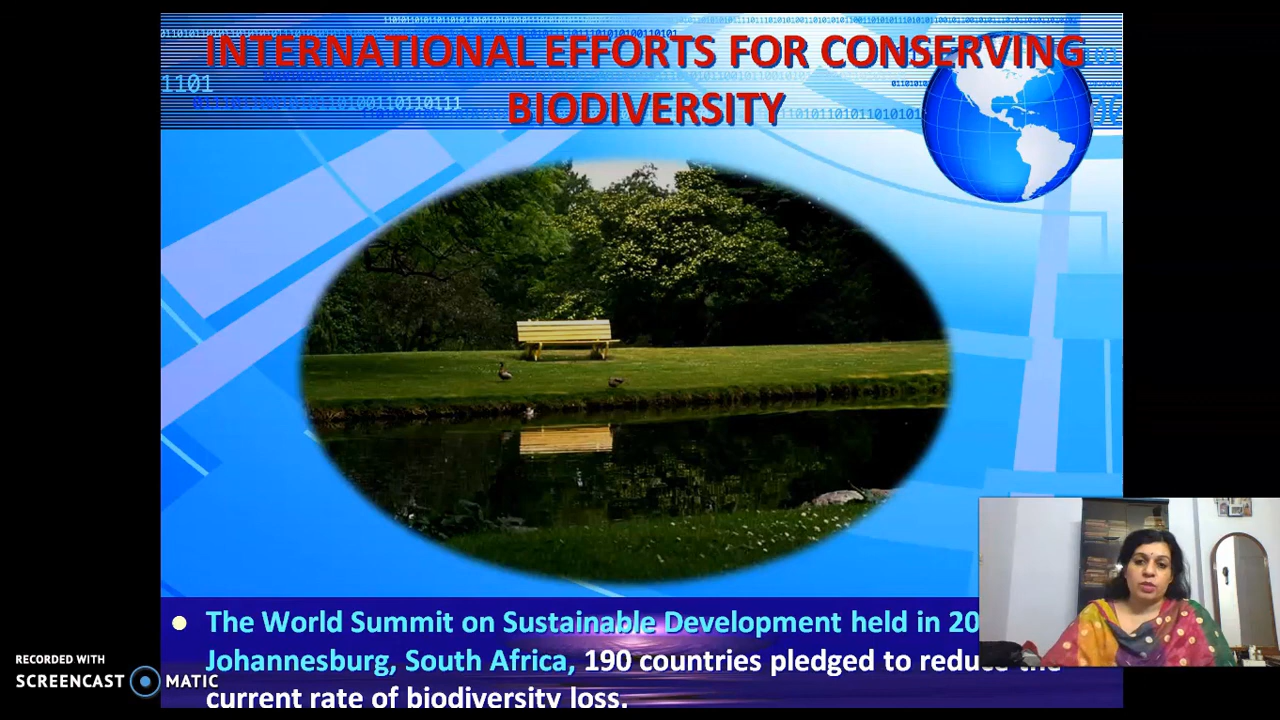 INTERNATIONAL EFFORTS FOR CONSERVING
BIODIVERSITY
1101
• The World Summit on Sustainable Development held in 20
Johannesburg, South Africa, 190 countries pledged to reduce the
current rate of biodiversity loss.
RECORDED WITH
SCREENCAST MATIC